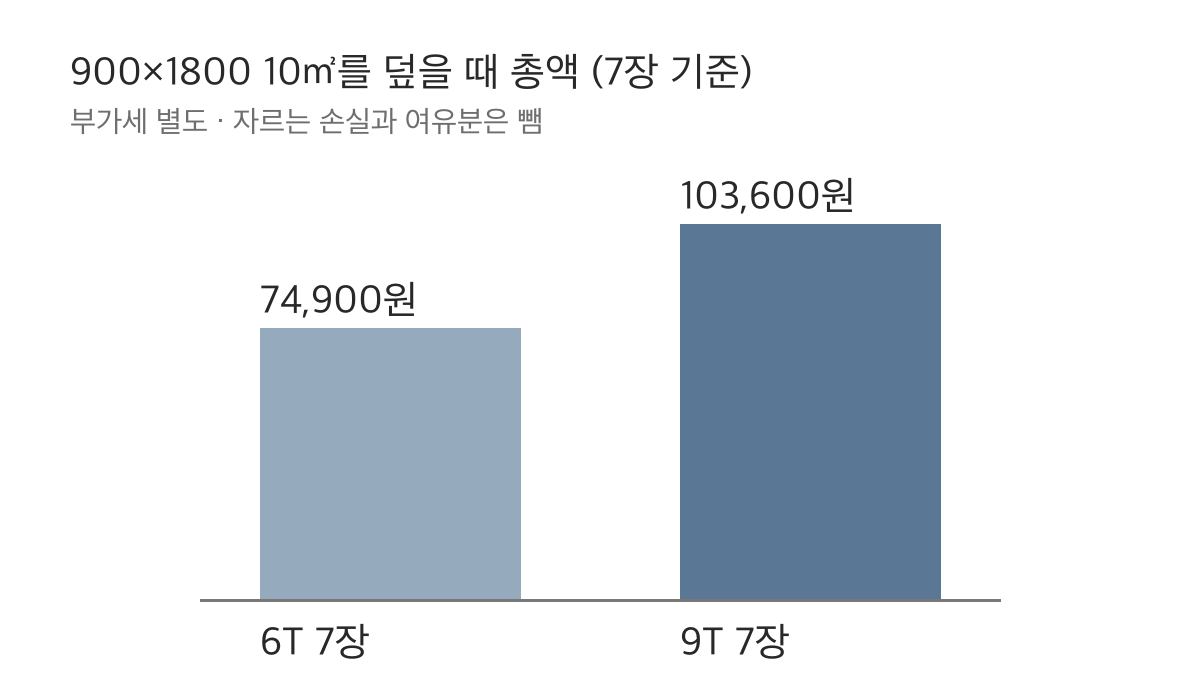 900×1800 10㎡를 덮을 때 총액 (7장 기준)
부가세 별도 · 자르는 손실과 여유분은 뺌
103,600원
74,900원
6T 7장
9T 7장